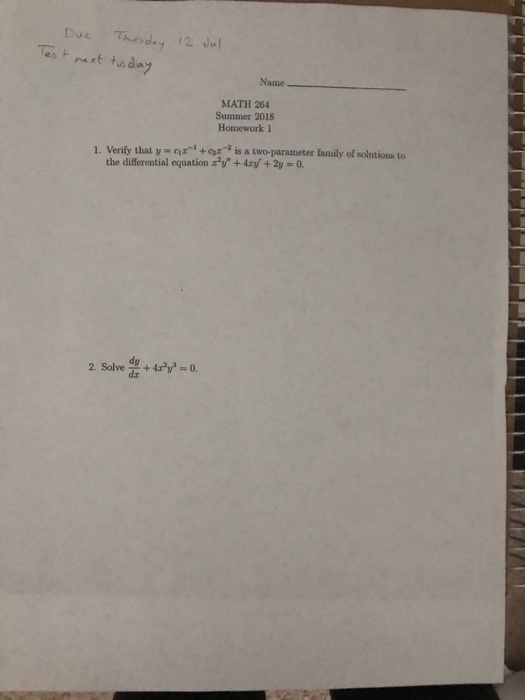 Due Thursday 12 Jul
Test next tusday
Name
MATH 264
Summer 2018
Homework 1
1. Verify that y = c₁x⁻¹ + c₂x⁻² is a two-parameter family of solutions to
the differential equation x²y″ + 4xy′ + 2y = 0.
2. Solve dy/dx + 4x²y³ = 0.